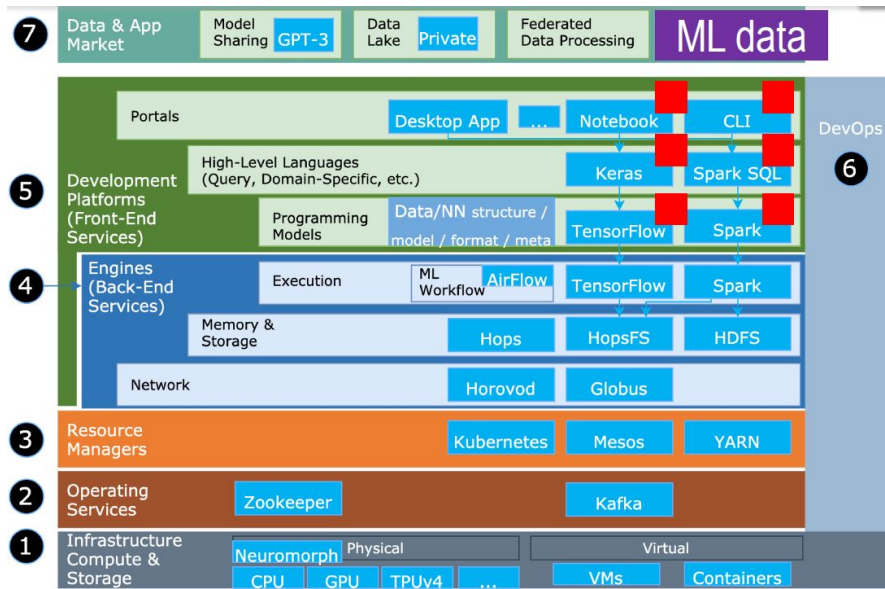 7
Data & App
Market
Model
Sharing
GPT-3
Data
Lake
Private
Federated
Data Processing
ML data
5
Development
Platforms
(Front-End
Services)
Portals
Desktop App
...
Notebook
CLI
High-Level Languages
(Query, Domain-Specific, etc.)
Keras
Spark SQL
Programming
Models
Data/NN structure /
model / format / meta
TensorFlow
Spark
DevOps
6
4
Engines
(Back-End
Services)
Execution
ML
Workflow
AirFlow
TensorFlow
Spark
Memory &
Storage
Hops
HopsFS
HDFS
Network
Horovod
Globus
3
Resource
Managers
Kubernetes
Mesos
YARN
2
Operating
Services
Zookeeper
Kafka
1
Infrastructure
Compute &
Storage
Neuromorph
Physical
CPU
GPU
TPUv4
...
Virtual
VMs
Containers